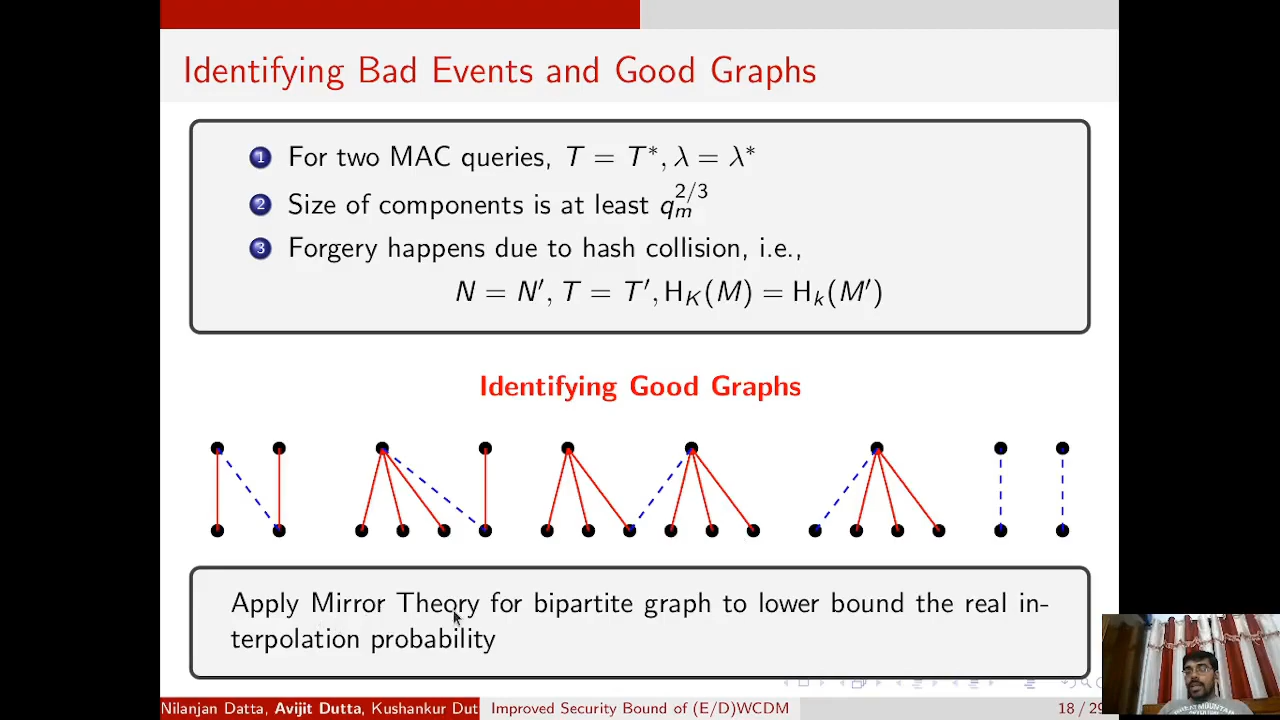 Identifying Bad Events and Good Graphs
1 For two MAC queries, T = T*, λ = λ*
2 Size of components is at least q_m^{2/3}
3 Forgery happens due to hash collision, i.e.,
N = N′, T = T′, H_K(M) = H_k(M′)
Identifying Good Graphs
Apply Mirror Theory for bipartite graph to lower bound the real in-
terpolation probability
Nilanjan Datta, Avijit Dutta, Kushankur Dut Improved Security Bound of (E/D)WCDM 18 / 29